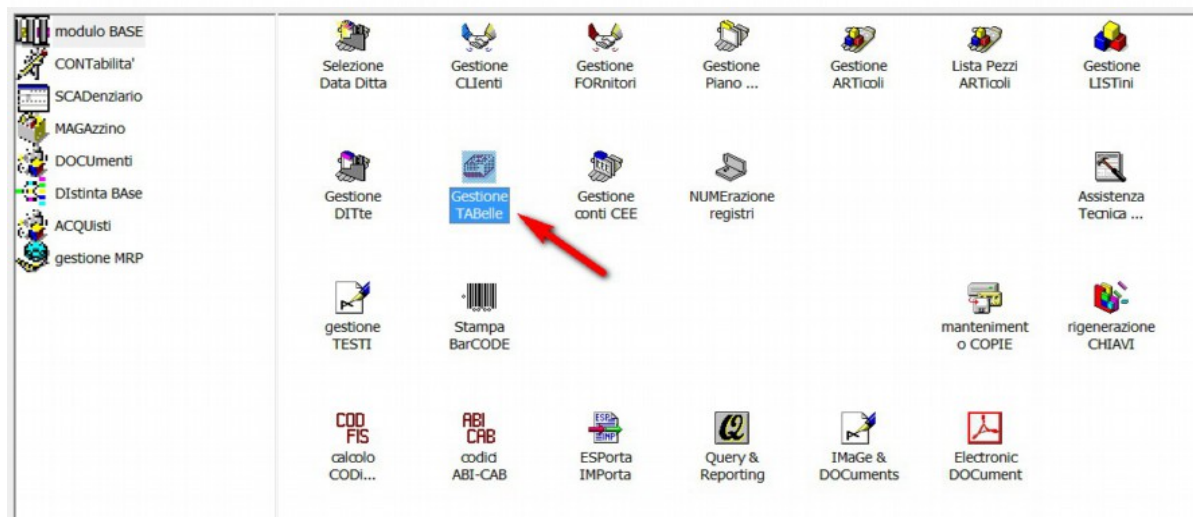 modulo BASE
CONTabilita'
SCADenziario
MAGAzzino
DOCUmenti
DIstinta BAse
ACQUisti
gestione MRP
Selezione
Data Ditta
Gestione
CLIenti
Gestione
FORnitori
Gestione
Piano ...
Gestione
ARTicoli
Lista Pezzi
ARTicoli
Gestione
LISTini
Gestione
DITte
Gestione
TABelle
Gestione
conti CEE
NUMErazione
registri
Assistenza
Tecnica ...
gestione
TESTI
Stampa
BarCODE
manteniment
o COPIE
rigenerazione
CHIAVI
COD
FIS
calcolo
CODi...
ABI
CAB
codici
ABI-CAB
ESP
IMP
ESPorta
IMPorta
Q
Query &
Reporting
IMaGe &
DOCuments
Electronic
DOCument